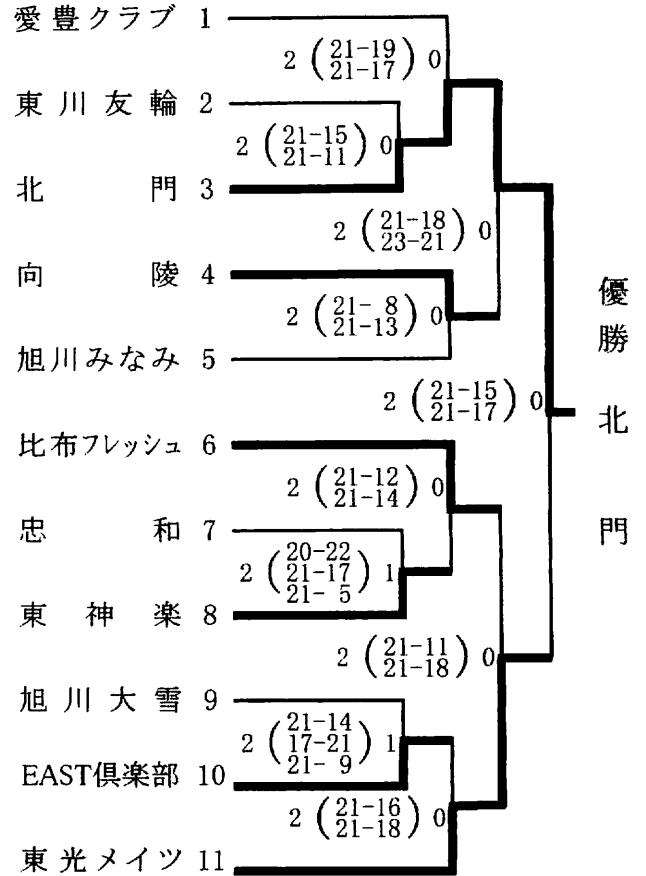 愛豊クラブ 1
2 (21-19 21-17) 0
東川友輪 2
2 (21-15 21-11) 0
北門 3
2 (21-18 23-21) 0
向陵 4
2 (21- 8 21-13) 0
旭川みなみ 5
2 (21-15 21-17) 0
優勝 北門
比布フレッシュ 6
2 (21-12 21-14) 0
忠和 7
2 (20-22 21-17 21- 5) 1
東神楽 8
2 (21-11 21-18) 0
旭川大雪 9
2 (21-14 17-21 21- 9) 1
EAST倶楽部 10
2 (21-16 21-18) 0
東光メイツ 11